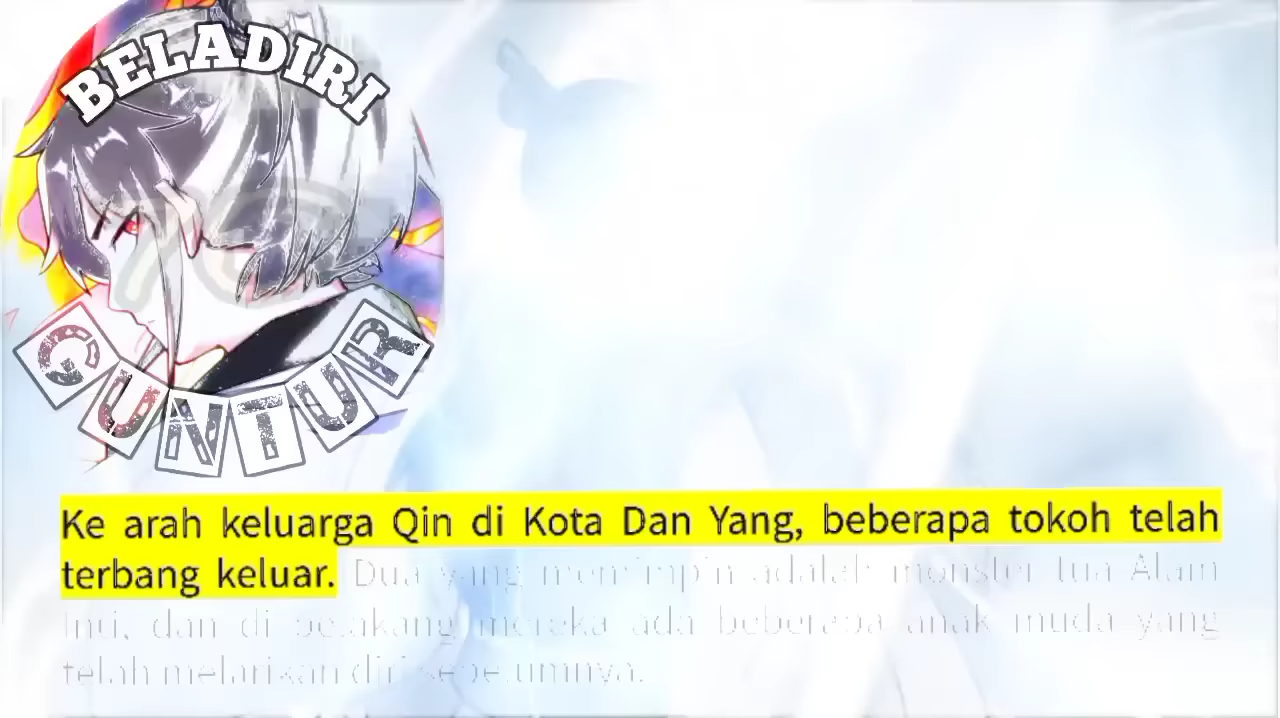 BELADIRI
GUNTUR
Ke arah keluarga Qin di Kota Dan Yang, beberapa tokoh telah
terbang keluar. Dua yang memimpin adalah monster tua Alam
Inti, dan di belakang mereka ada beberapa anak muda yang
telah melarikan diri sebelumnya.